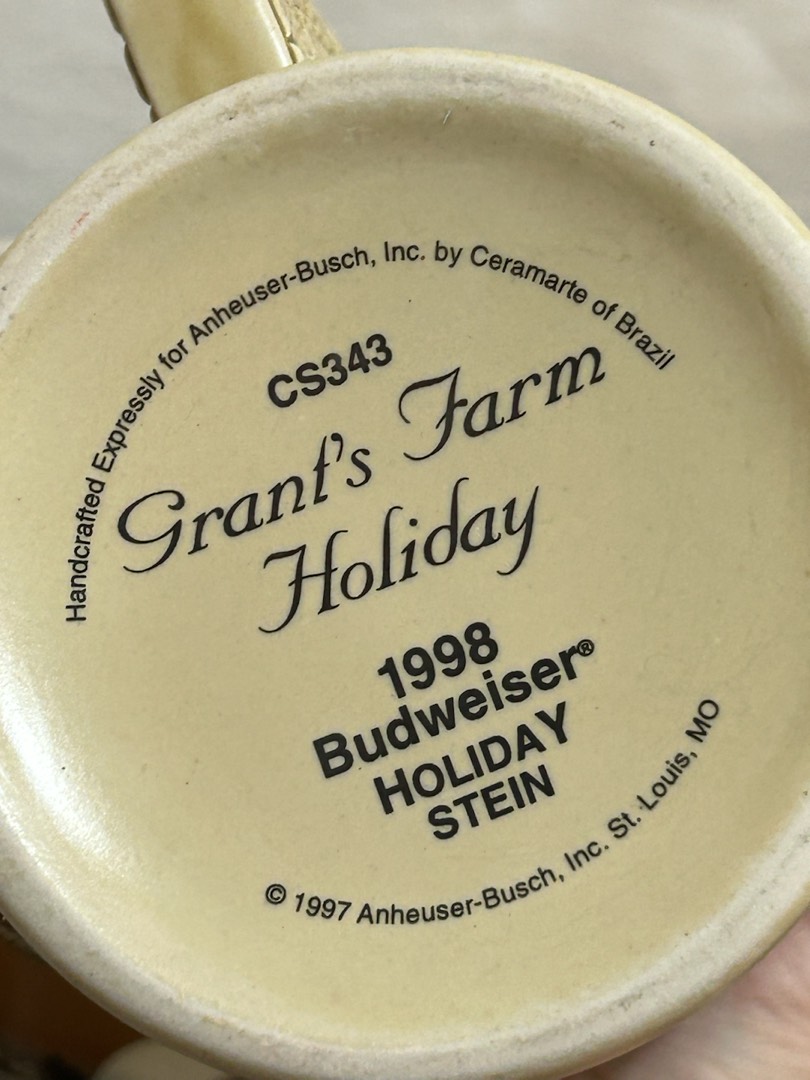 Handcrafted Expressly for Anheuser-Busch, Inc. by Ceramarte of Brazil
CS343
Grant's Farm
Holiday
1998
Budweiser®
HOLIDAY
STEIN
© 1997 Anheuser-Busch, Inc. St. Louis, MO